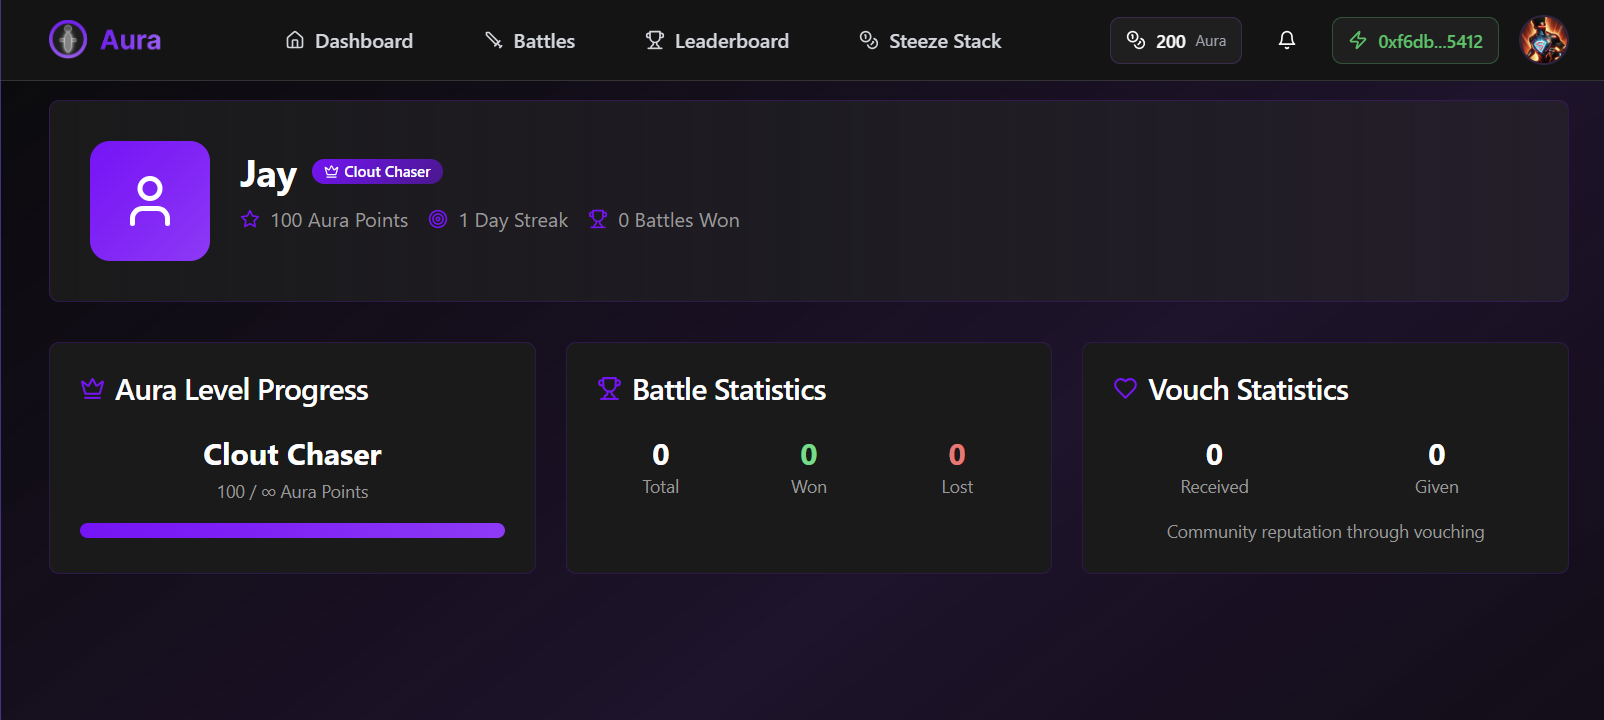 Aura
Dashboard
Battles
Leaderboard
Steeze Stack
200 Aura
0xf6db...5412
Jay
Clout Chaser
100 Aura Points
1 Day Streak
0 Battles Won
Aura Level Progress
Clout Chaser
100 / ∞ Aura Points
Battle Statistics
0
Total
0
Won
0
Lost
Vouch Statistics
0
Received
0
Given
Community reputation through vouching